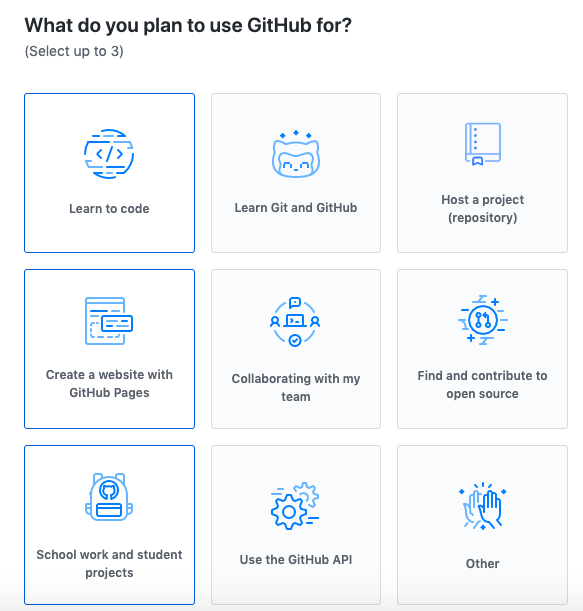 What do you plan to use GitHub for?
(Select up to 3)
Learn to code
Learn Git and GitHub
Host a project
(repository)
Create a website with
GitHub Pages
Collaborating with my
team
Find and contribute to
open source
School work and student
projects
Use the GitHub API
Other